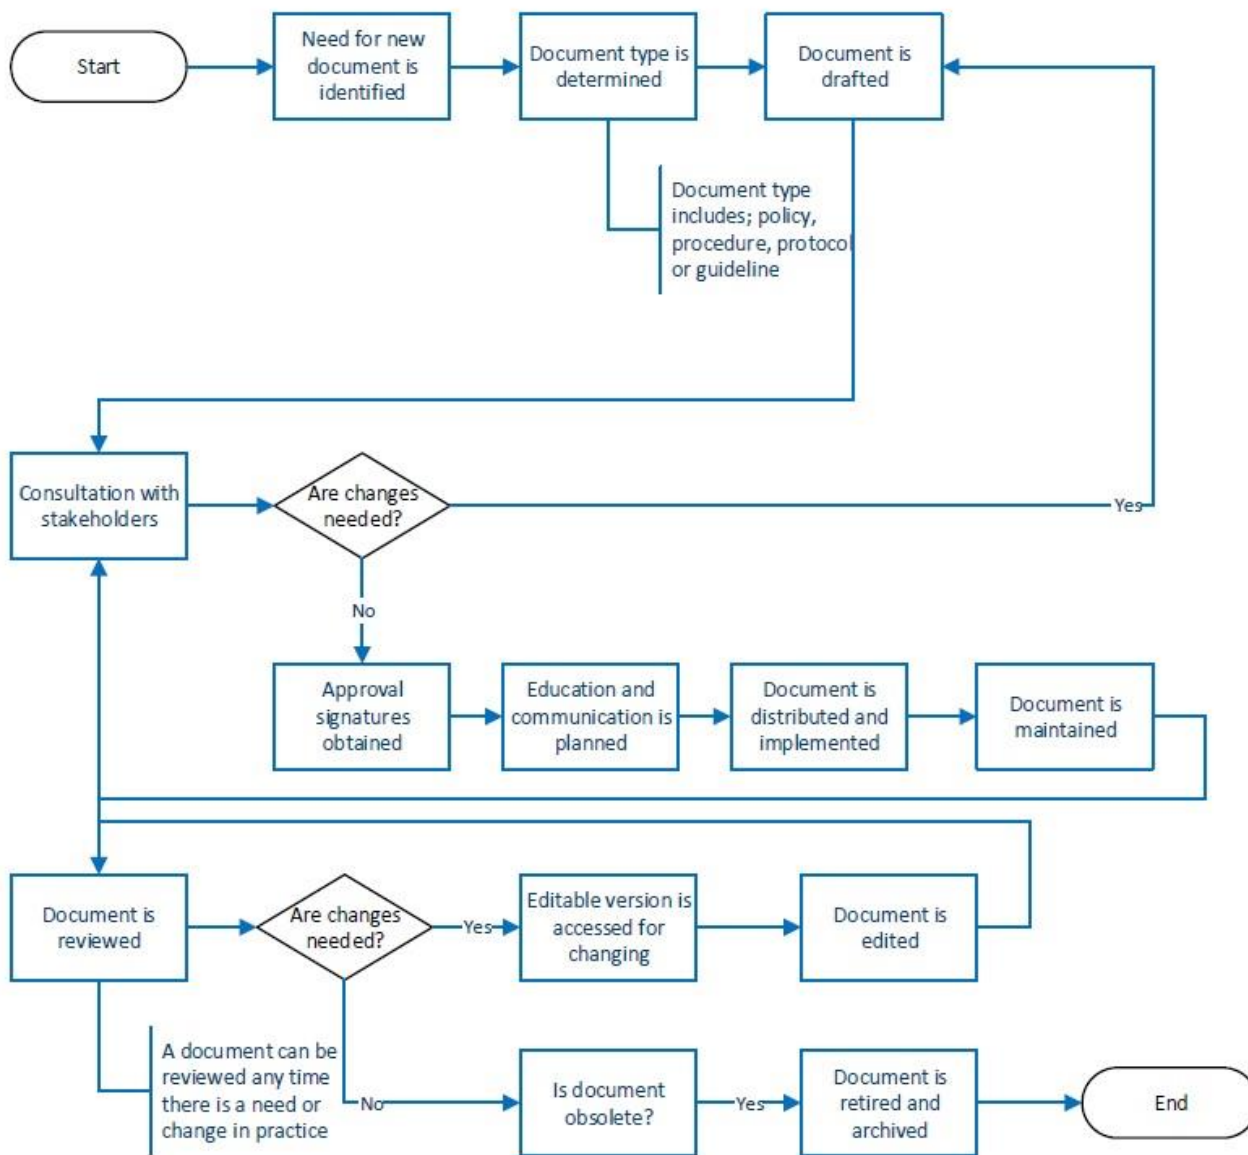 Start
Need for new
document is
identified
Document type is
determined
Document is
drafted
Document type
includes; policy,
procedure, protocol
or guideline
Consultation with
stakeholders
Are changes
needed?
Yes
No
Approval
signatures
obtained
Education and
communication is
planned
Document is
distributed and
implemented
Document is
maintained
Document is
reviewed
Are changes
needed?
Yes
Editable version is
accessed for
changing
Document is
edited
A document can be
reviewed any time
there is a need or
change in practice
No
Is document
obsolete?
Yes
Document is
retired and
archived
End